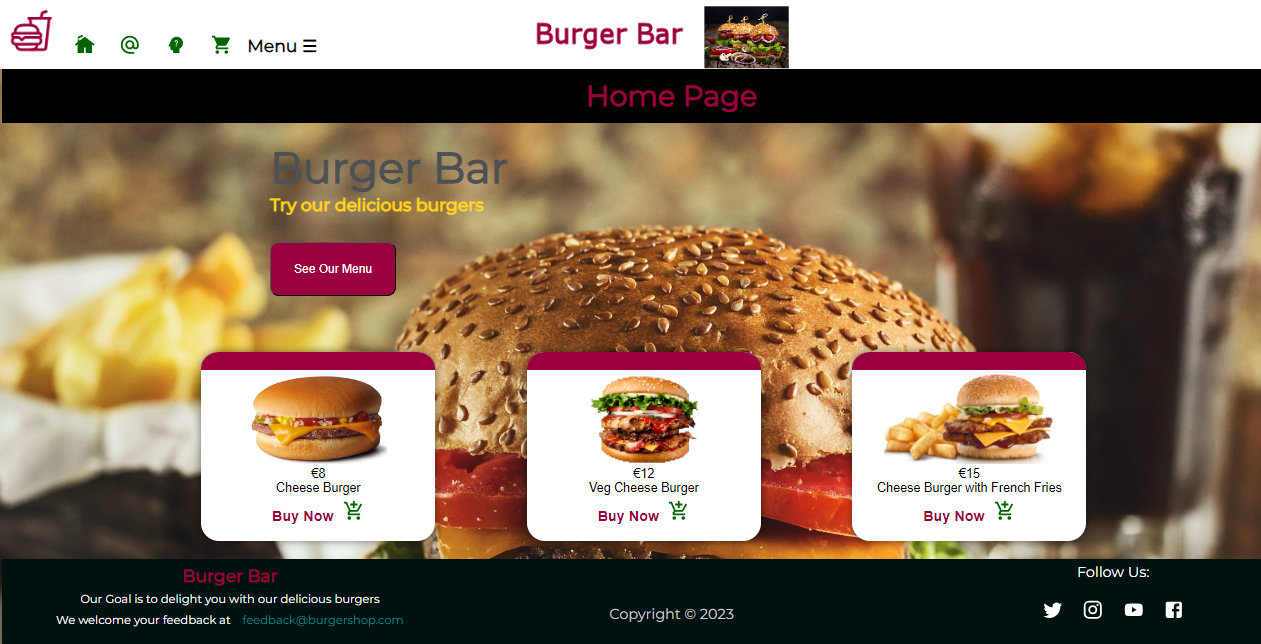 Menu ☰
Burger Bar
Home Page
Burger Bar
Try our delicious burgers
See Our Menu
€8
Cheese Burger
Buy Now
€12
Veg Cheese Burger
Buy Now
€15
Cheese Burger with French Fries
Buy Now
Burger Bar
Our Goal is to delight you with our delicious burgers
We welcome your feedback at feedback@burgershop.com
Copyright © 2023
Follow Us: